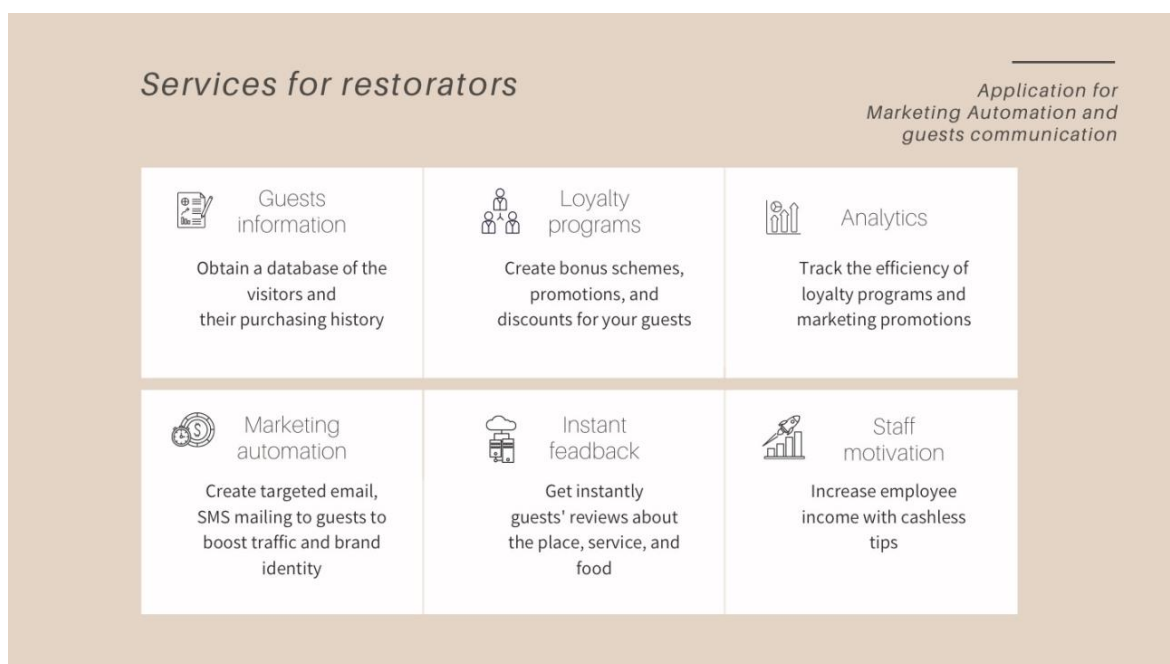 Services for restorators
Application for
Marketing Automation and
guests communication
Guests
information
Obtain a database of the
visitors and
their purchasing history
Loyalty
programs
Create bonus schemes,
promotions, and
discounts for your guests
Analytics
Track the efficiency of
loyalty programs and
marketing promotions
Marketing
automation
Create targeted email,
SMS mailing to guests to
boost traffic and brand
identity
Instant
feadback
Get instantly
guests' reviews about
the place, service, and
food
Staff
motivation
Increase employee
income with cashless
tips